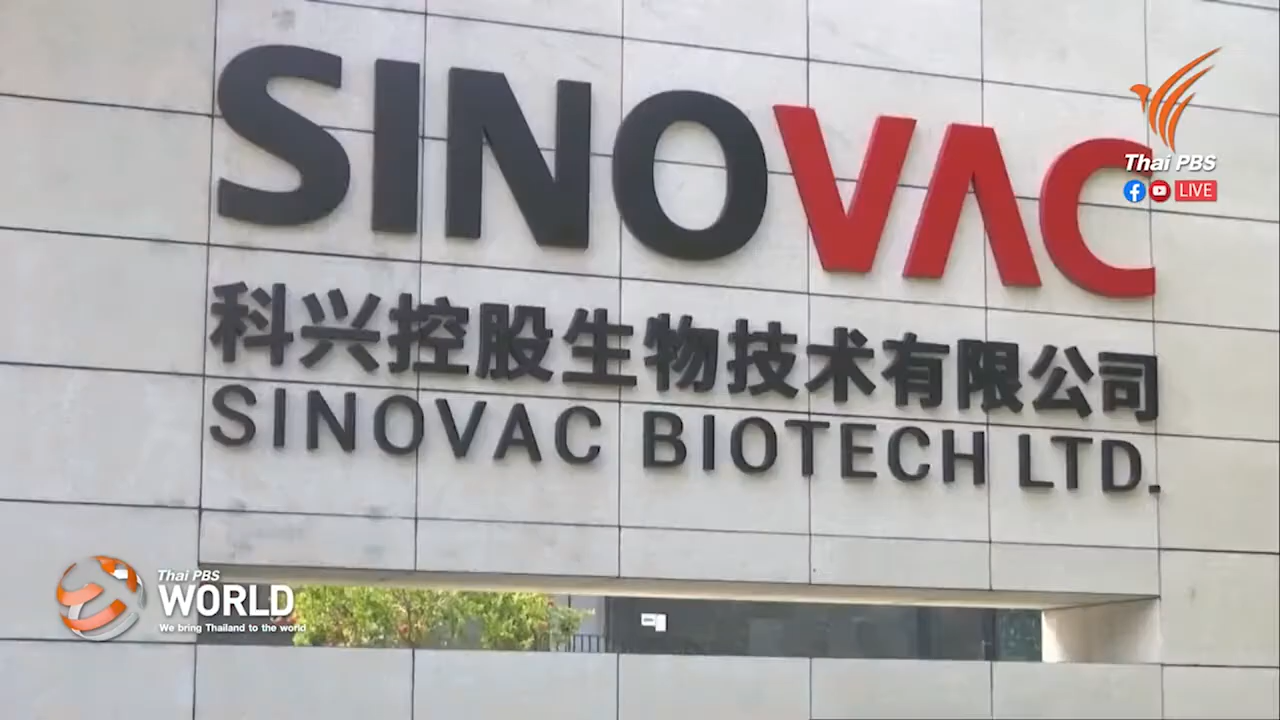 SINOVAC
科兴控股生物技术有限公司
SINOVAC BIOTECH LTD.
Thai PBS
LIVE
Thai PBS
WORLD
We bring Thailand to the world